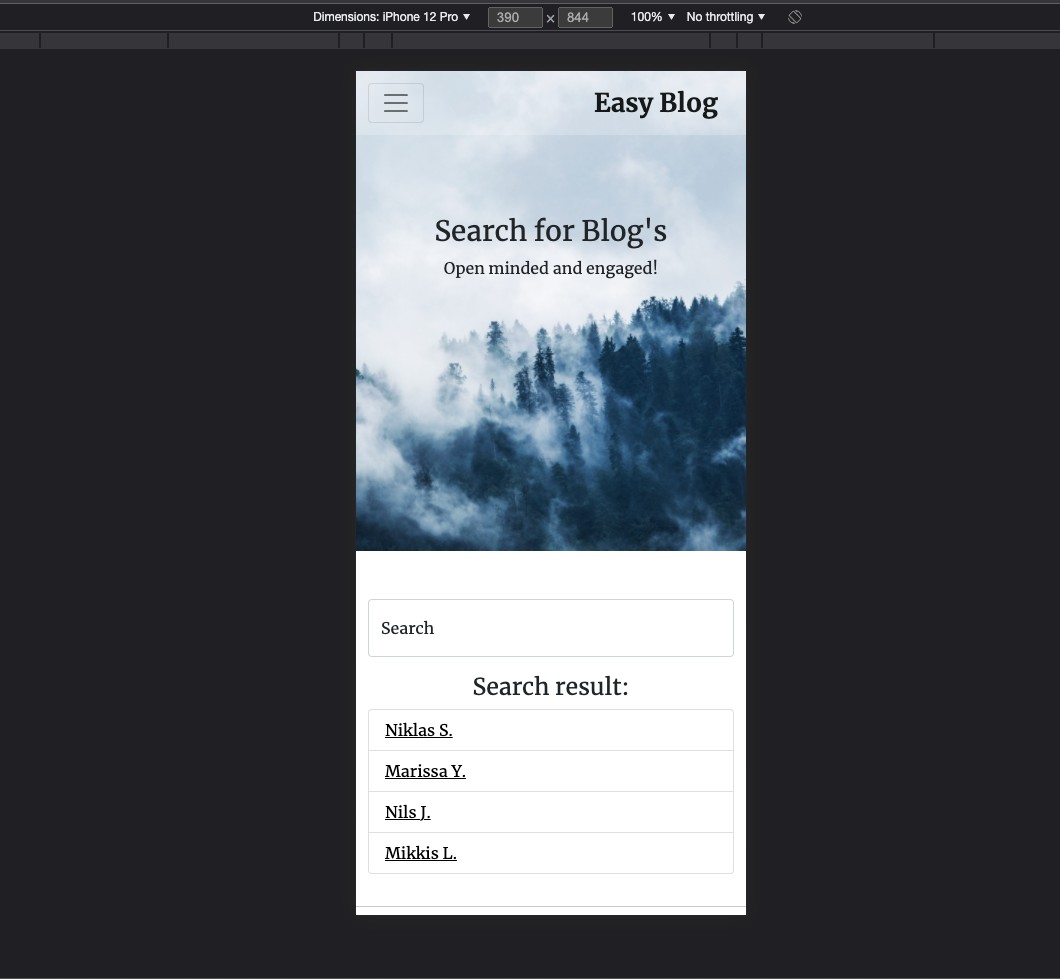 Dimensions: iPhone 12 Pro ▼ 390 × 844 100% ▼ No throttling ▼
Easy Blog
Search for Blog's
Open minded and engaged!
Search
Search result:
Niklas S.
Marissa Y.
Nils J.
Mikkis L.